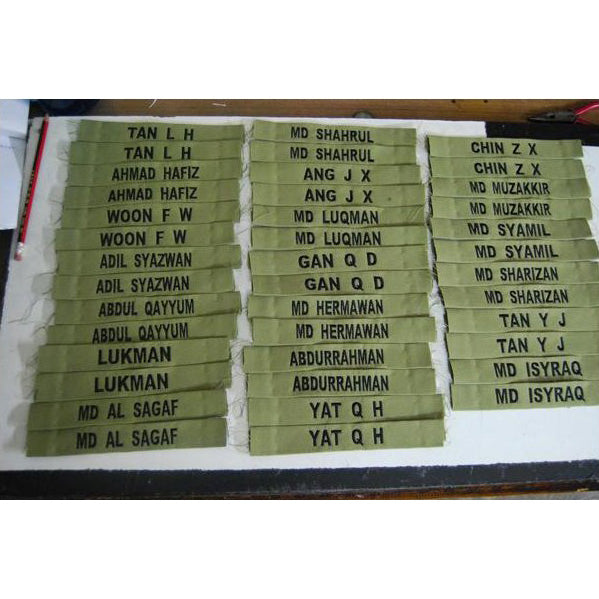 TAN L H
TAN L H
AHMAD HAFIZ
AHMAD HAFIZ
WOON F W
WOON F W
ADIL SYAZWAN
ADIL SYAZWAN
ABDUL QAYYUM
ABDUL QAYYUM
LUKMAN
LUKMAN
MD AL SAGAF
MD AL SAGAF
MD SHAHRUL
MD SHAHRUL
ANG J X
ANG J X
MD LUQMAN
MD LUQMAN
GAN Q D
GAN Q D
MD HERMAWAN
MD HERMAWAN
ABDURRAHMAN
ABDURRAHMAN
YAT Q H
YAT Q H
CHIN Z X
CHIN Z X
MD MUZAKKIR
MD MUZAKKIR
MD SYAMIL
MD SYAMIL
MD SHARIZAN
MD SHARIZAN
TAN Y J
TAN Y J
MD ISYRAQ
MD ISYRAQ